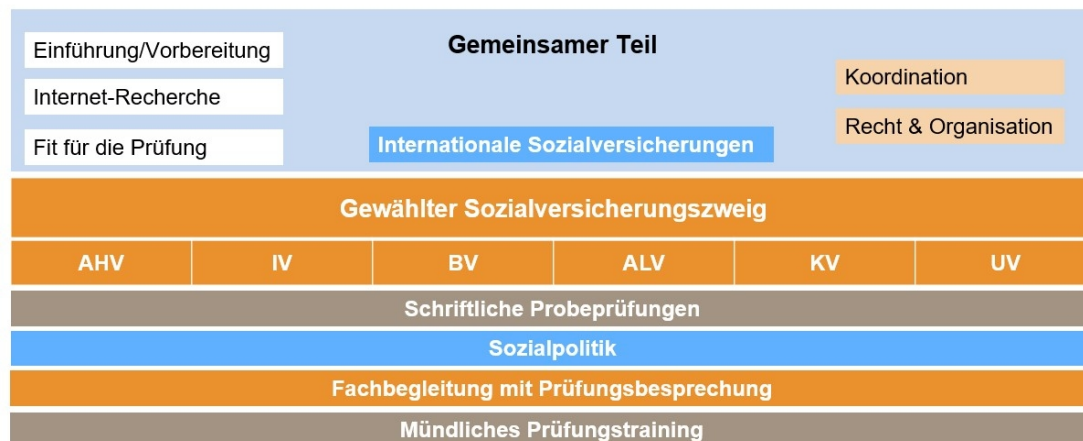 Gemeinsamer Teil
Einführung/Vorbereitung
Internet-Recherche
Fit für die Prüfung
Internationale Sozialversicherungen
Koordination
Recht & Organisation
Gewählter Sozialversicherungszweig
AHV IV BV ALV KV UV
Schriftliche Probeprüfungen
Sozialpolitik
Fachbegleitung mit Prüfungsbesprechung
Mündliches Prüfungstraining